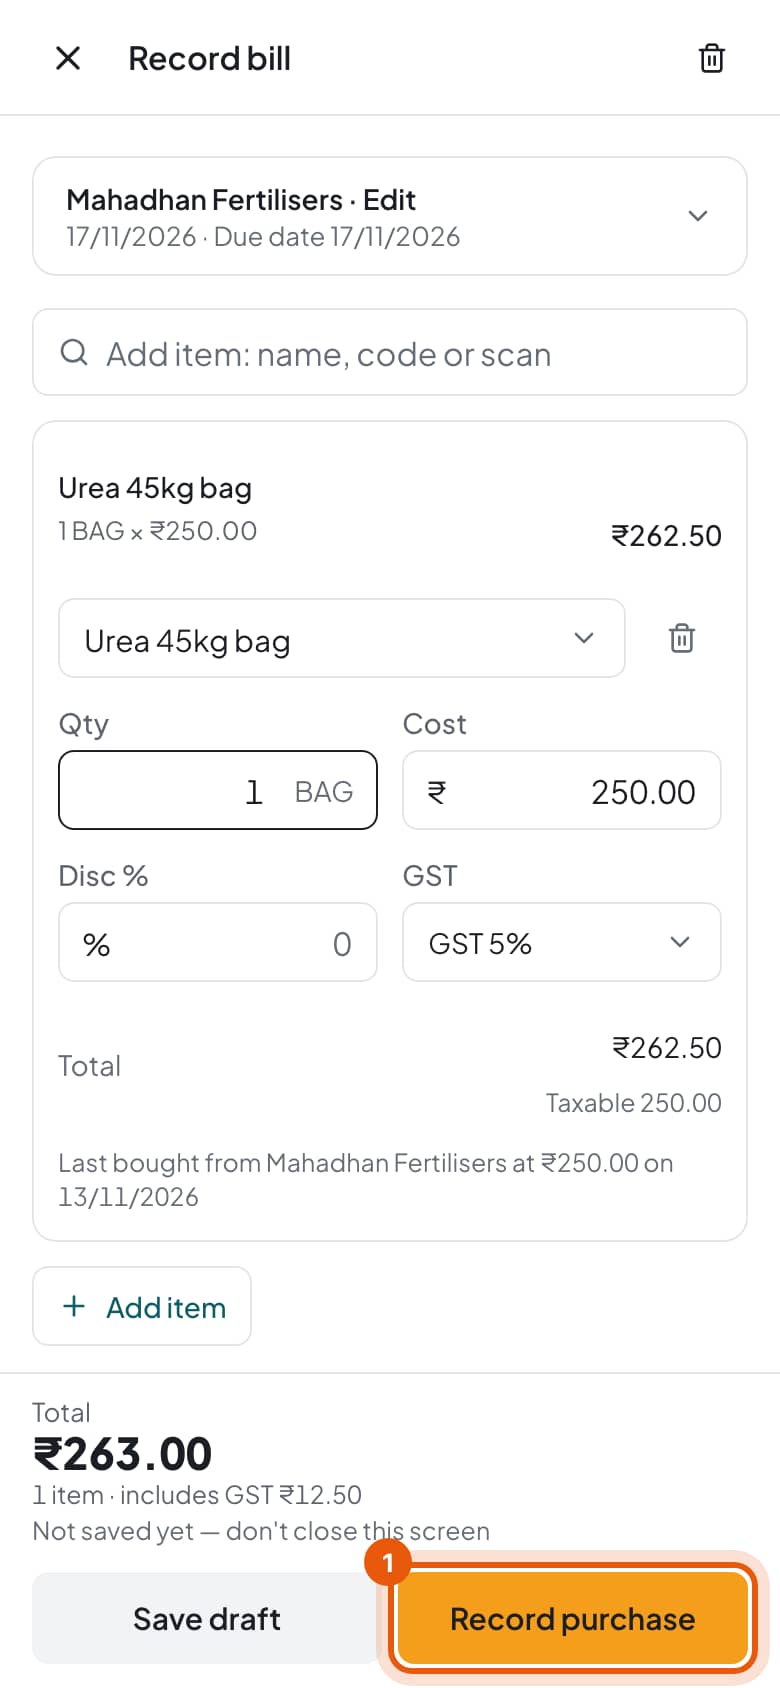 Record bill
Mahadhan Fertilisers · Edit
17/11/2026 · Due date 17/11/2026
Add item: name, code or scan
Urea 45kg bag
1 BAG × ₹250.00
₹262.50
Urea 45kg bag
Qty
Cost
1 BAG
₹ 250.00
Disc %
GST
% 0
GST 5%
₹262.50
Total
Taxable 250.00
Last bought from Mahadhan Fertilisers at ₹250.00 on
13/11/2026
+ Add item
Total
₹263.00
1 item · includes GST ₹12.50
Not saved yet — don't close this screen
1
Save draft
Record purchase